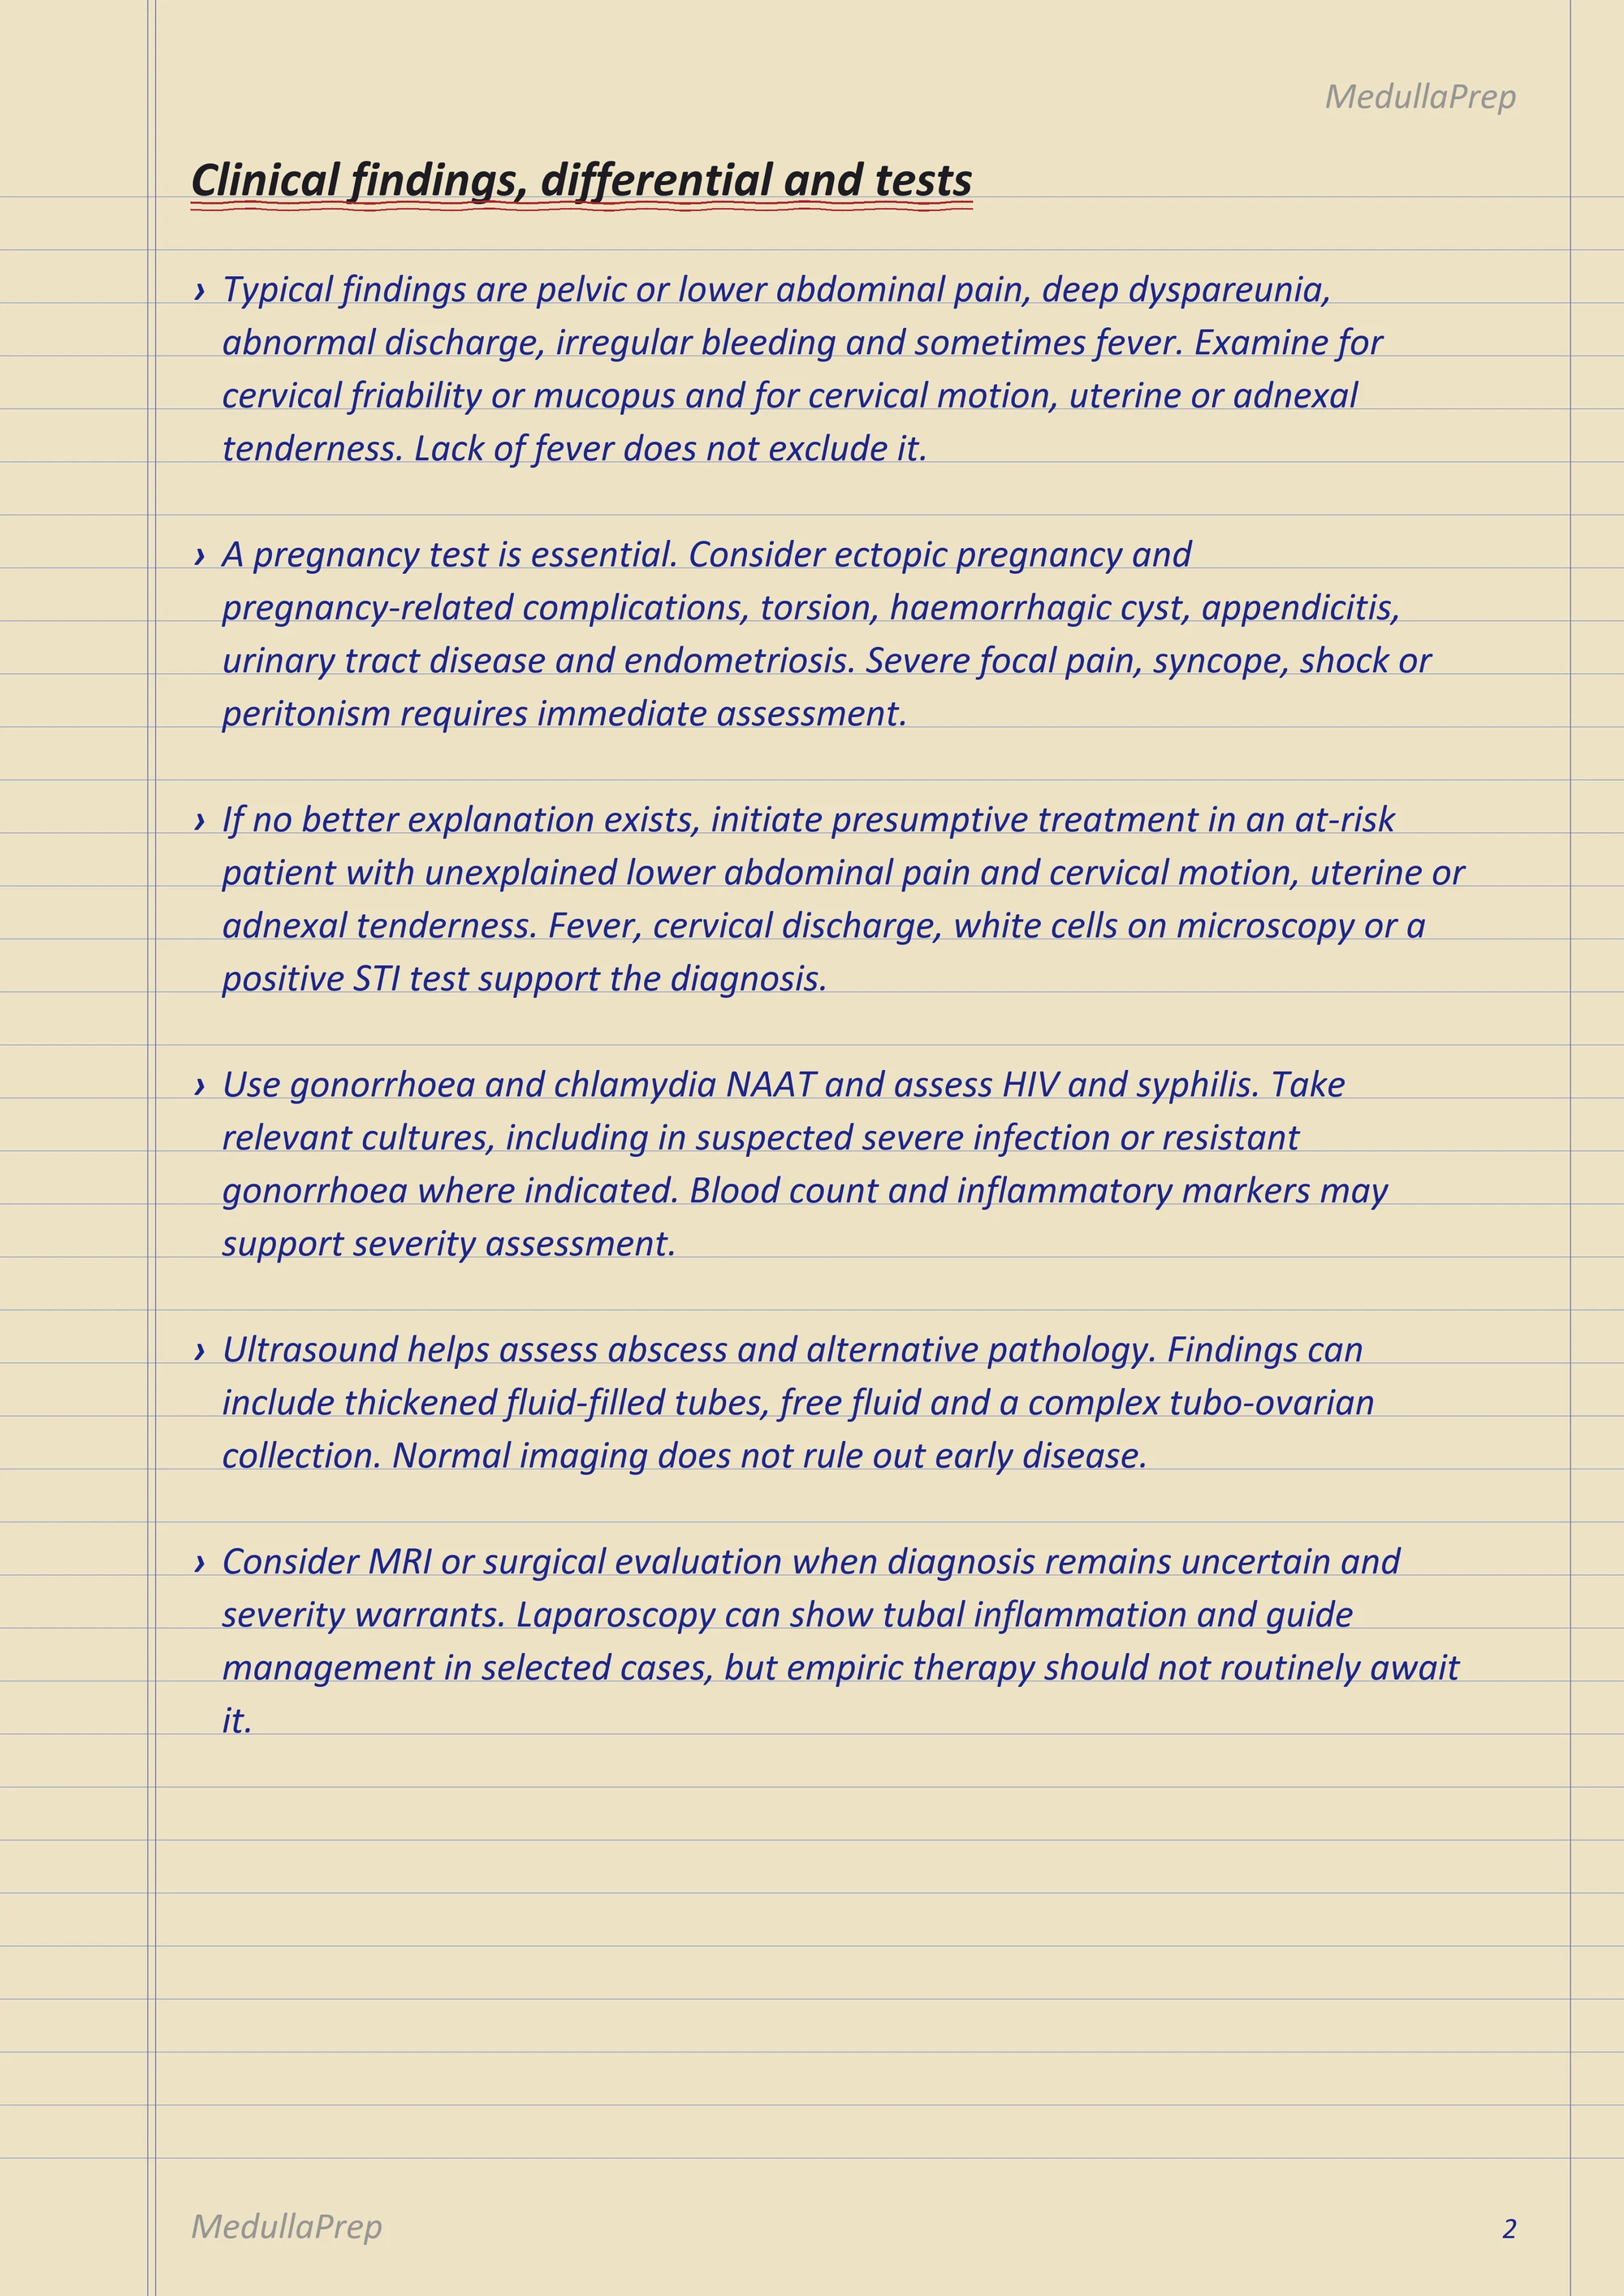 MedullaPrep
Clinical findings, differential and tests
› Typical findings are pelvic or lower abdominal pain, deep dyspareunia,
abnormal discharge, irregular bleeding and sometimes fever. Examine for
cervical friability or mucopus and for cervical motion, uterine or adnexal
tenderness. Lack of fever does not exclude it.
› A pregnancy test is essential. Consider ectopic pregnancy and
pregnancy-related complications, torsion, haemorrhagic cyst, appendicitis,
urinary tract disease and endometriosis. Severe focal pain, syncope, shock or
peritonism requires immediate assessment.
› If no better explanation exists, initiate presumptive treatment in an at-risk
patient with unexplained lower abdominal pain and cervical motion, uterine or
adnexal tenderness. Fever, cervical discharge, white cells on microscopy or a
positive STI test support the diagnosis.
› Use gonorrhoea and chlamydia NAAT and assess HIV and syphilis. Take
relevant cultures, including in suspected severe infection or resistant
gonorrhoea where indicated. Blood count and inflammatory markers may
support severity assessment.
› Ultrasound helps assess abscess and alternative pathology. Findings can
include thickened fluid-filled tubes, free fluid and a complex tubo-ovarian
collection. Normal imaging does not rule out early disease.
› Consider MRI or surgical evaluation when diagnosis remains uncertain and
severity warrants. Laparoscopy can show tubal inflammation and guide
management in selected cases, but empiric therapy should not routinely await
it.
MedullaPrep
2